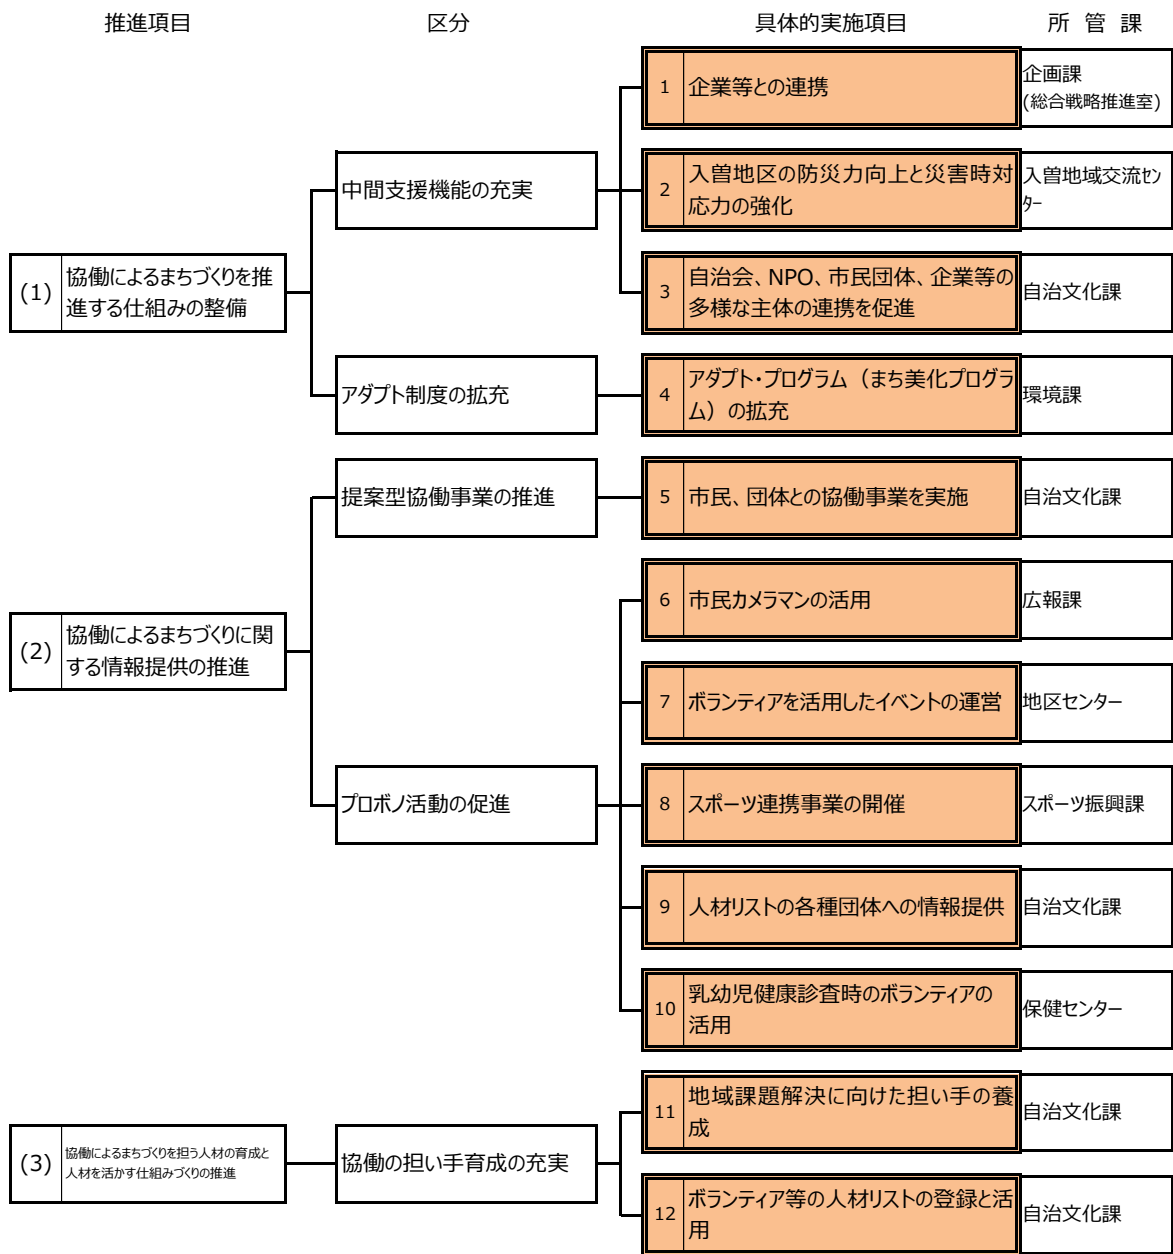 推進項目 区分 具体的実施項目 所 管 課
(1) 協働によるまちづくりを推
進する仕組みの整備
中間支援機能の充実
1 企業等との連携
企画課
(総合戦略推進室)
2 入曽地区の防災力向上と災害時対
応力の強化
入曽地域交流セン
ター
3 自治会、NPO、市民団体、企業等の
多様な主体の連携を促進
自治文化課
アダプト制度の拡充
4 アダプト・プログラム（まち美化プログラ
ム）の拡充
環境課
(2) 協働によるまちづくりに関
する情報提供の推進
提案型協働事業の推進
5 市民、団体との協働事業を実施
自治文化課
プロボノ活動の促進
6 市民カメラマンの活用
広報課
7 ボランティアを活用したイベントの運営
地区センター
8 スポーツ連携事業の開催
スポーツ振興課
9 人材リストの各種団体への情報提供
自治文化課
10 乳幼児健康診査時のボランティアの
活用
保健センター
(3) 協働によるまちづくりを担う人材の育成と
人材を活かす仕組みづくりの推進
協働の担い手育成の充実
11 地域課題解決に向けた担い手の養
成
自治文化課
12 ボランティア等の人材リストの登録と活
用
自治文化課